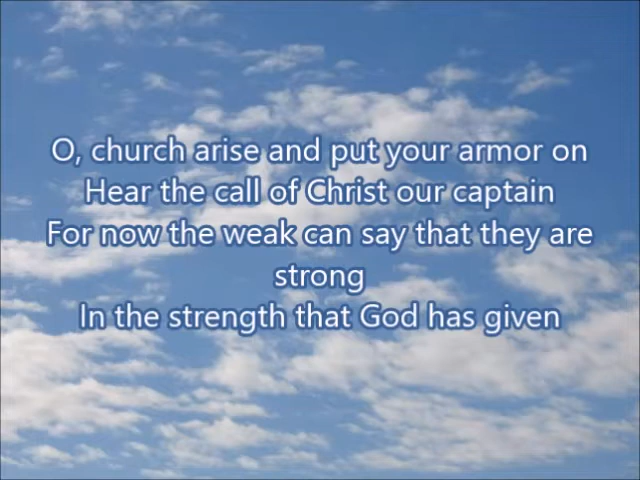 O, church arise and put your armor on
Hear the call of Christ our captain
For now the weak can say that they are
strong
In the strength that God has given